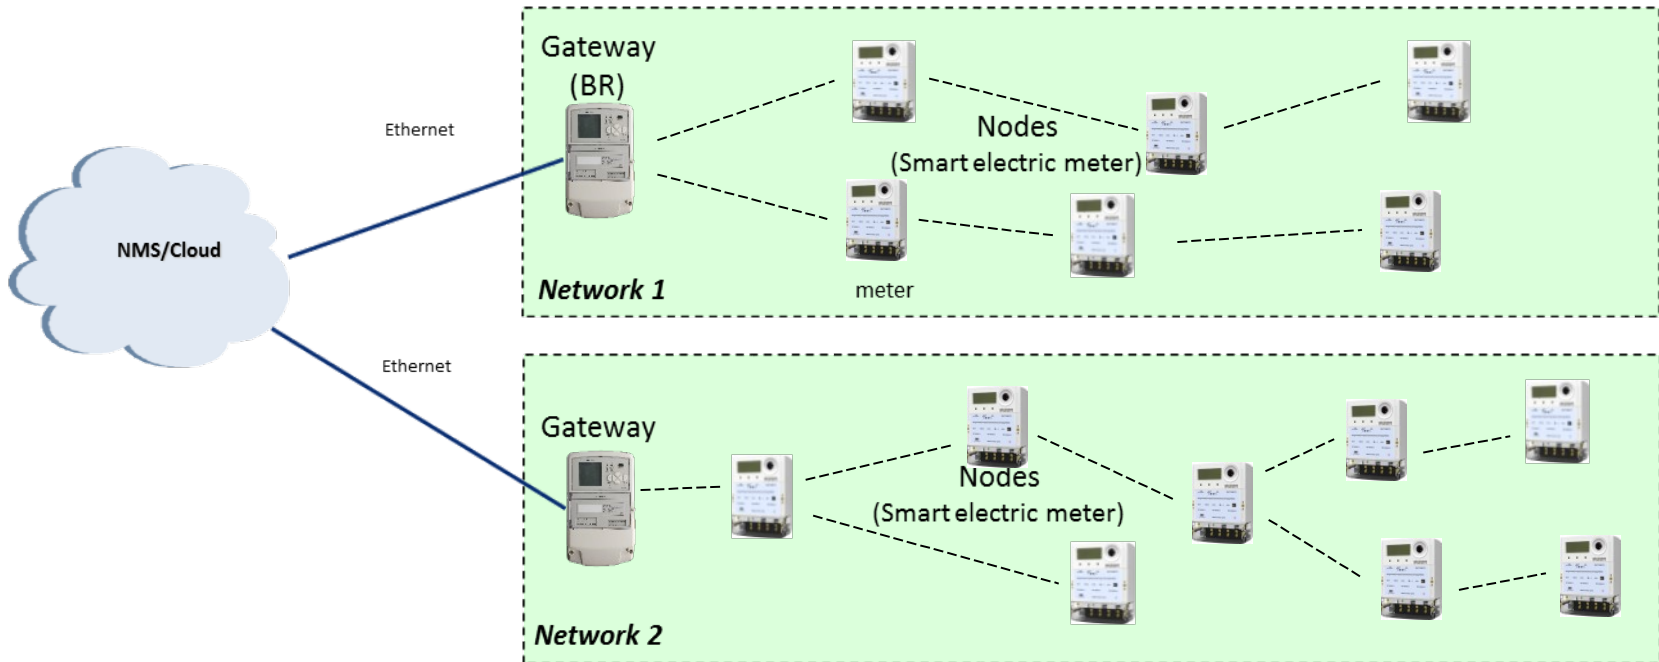 Gateway
(BR)
Ethernet
Nodes
(Smart electric meter)
NMS/Cloud
Network 1
meter
Ethernet
Gateway
Nodes
(Smart electric meter)
Network 2